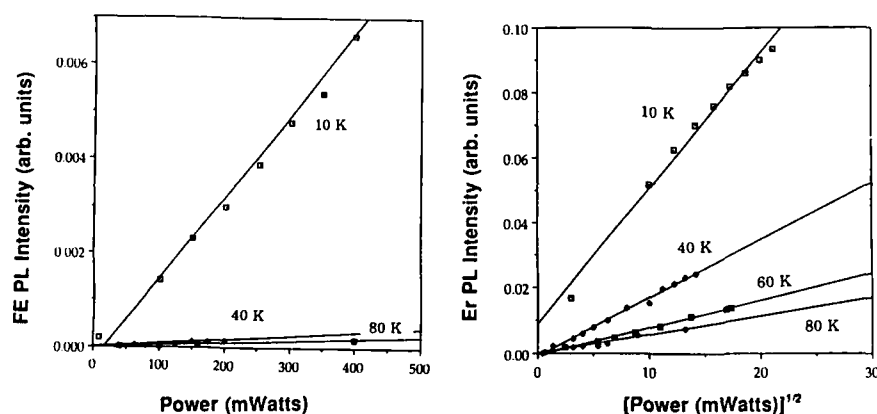 FE PL Intensity (arb. units)
0.006
0.004
0.002
0.000
10 K
40 K
80 K
0
100
200
300
400
500
Power (mWatts)
Er PL Intensity (arb. units)
0.10
0.08
0.06
0.04
0.02
0.00
10 K
40 K
60 K
80 K
0
10
20
30
[Power (mWatts)]^1/2